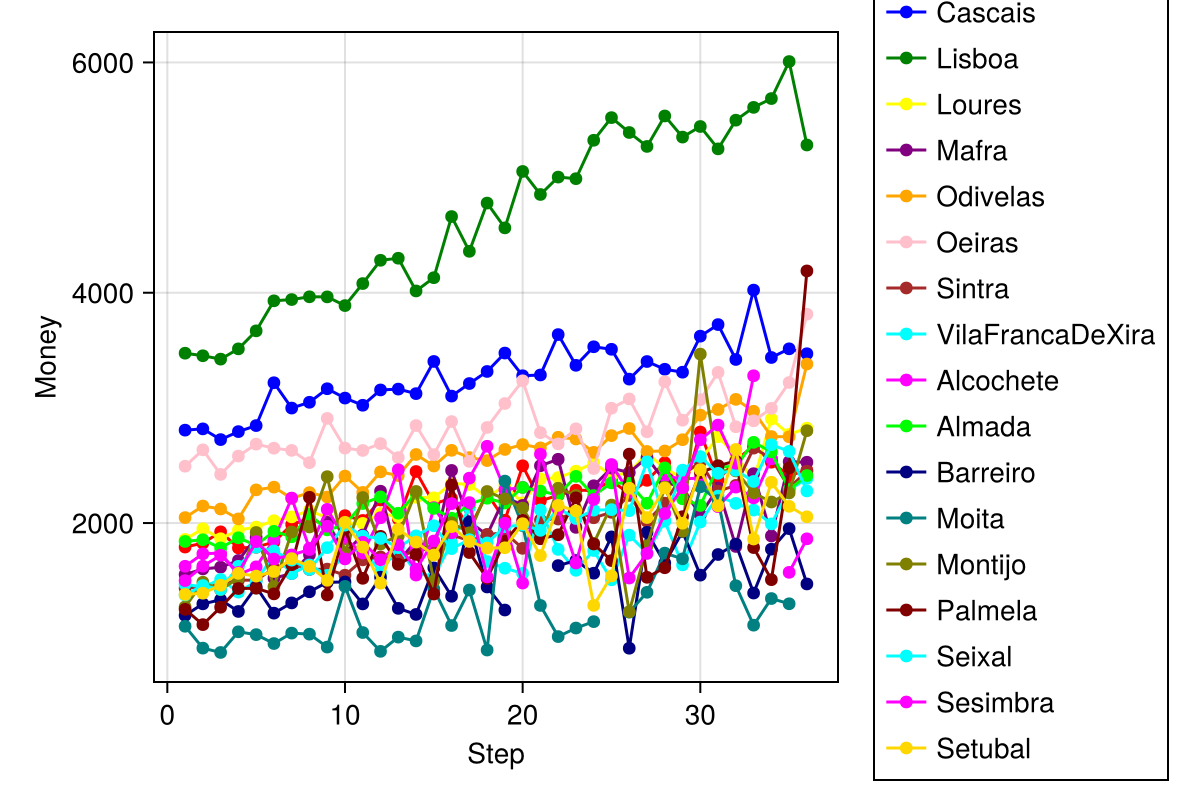 6000
4000
2000
Money
0
10
20
30
Step
Cascais
Lisboa
Loures
Mafra
Odivelas
Oeiras
Sintra
VilaFrancaDeXira
Alcochete
Almada
Barreiro
Moita
Montijo
Palmela
Seixal
Sesimbra
Setubal